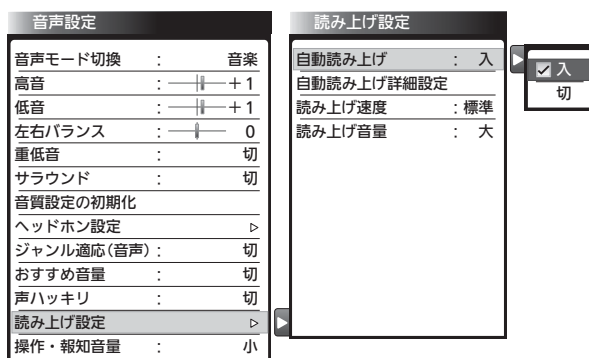 音声設定
音声モード切換 : 音楽
高音 : +1
低音 : +1
左右バランス : 0
重低音 : 切
サラウンド : 切
音質設定の初期化
ヘッドホン設定
ジャンル適応(音声) : 切
おすすめ音量 : 切
声ハッキリ : 切
読み上げ設定
操作・報知音量 : 小
読み上げ設定
自動読み上げ : 入
自動読み上げ詳細設定
読み上げ速度 : 標準
読み上げ音量 : 大
入
切